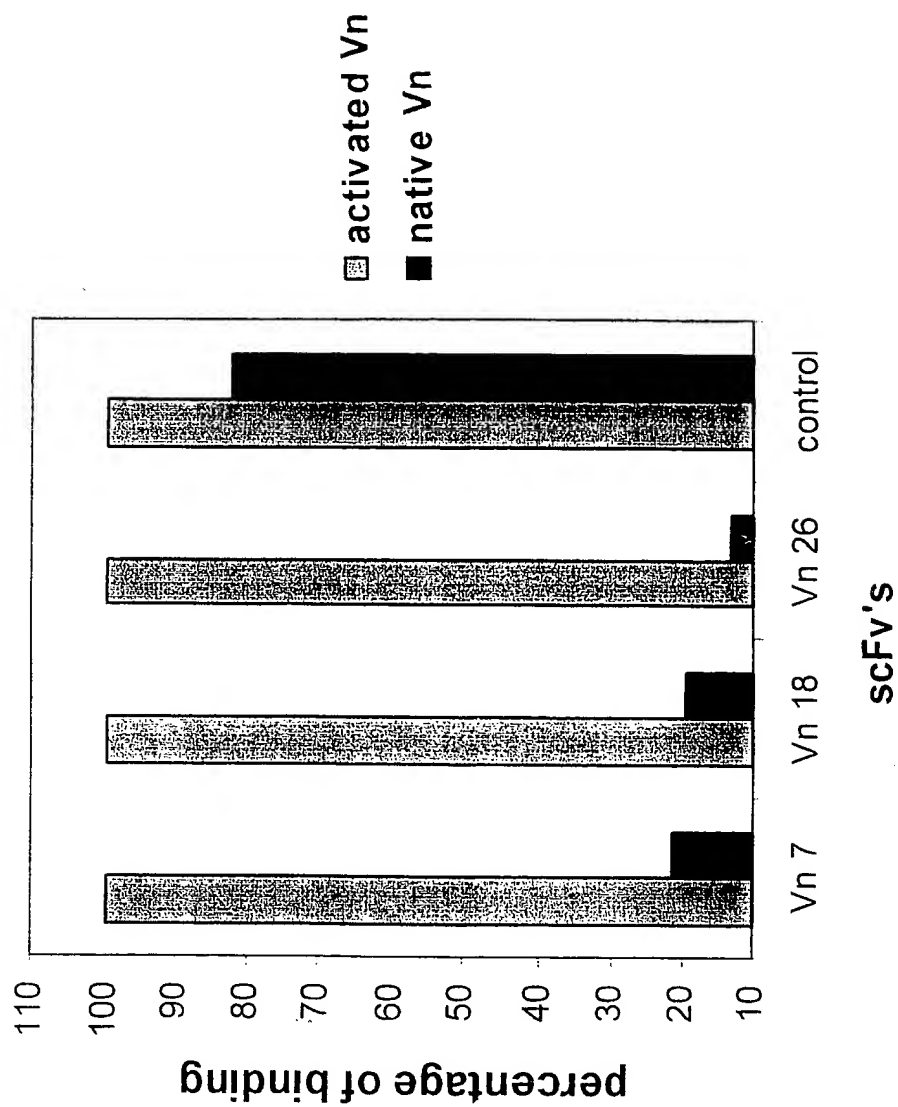 percentage of binding
110
100
90
80
70
60
50
40
30
20
10
Vn 7
Vn 18
Vn 26
control
scFv's
activated Vn
native Vn